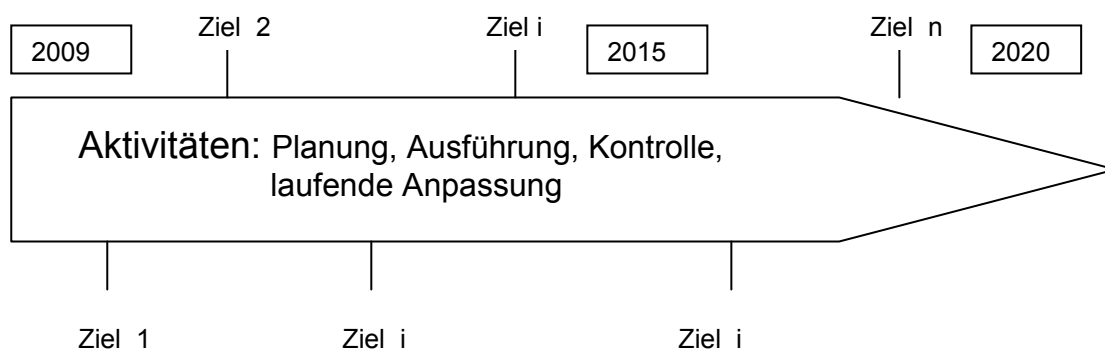 Ziel 2
Ziel i
Ziel n
2009
2015
2020
Aktivitäten: Planung, Ausführung, Kontrolle,
laufende Anpassung
Ziel 1
Ziel i
Ziel i